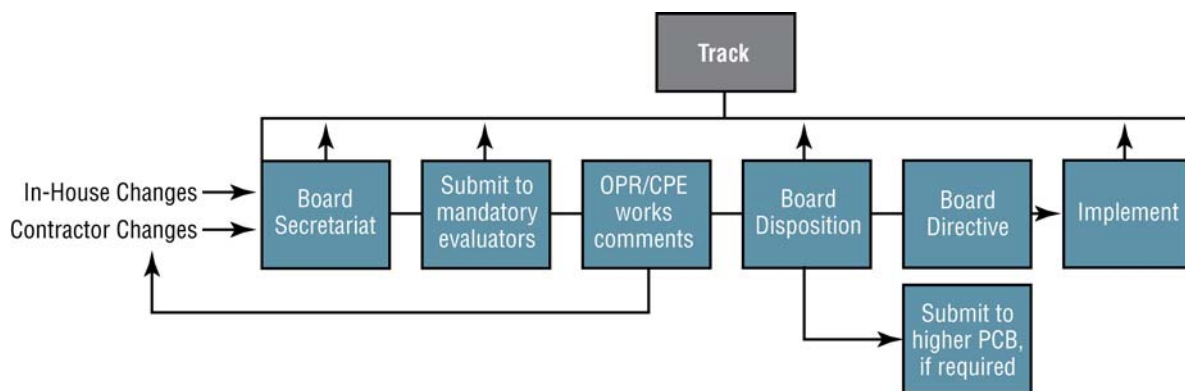 Track
In-House Changes
Contractor Changes
Board
Secretariat
Submit to
mandatory
evaluators
OPR/CPE
works
comments
Board
Disposition
Board
Directive
Implement
Submit to
higher PCB,
if required